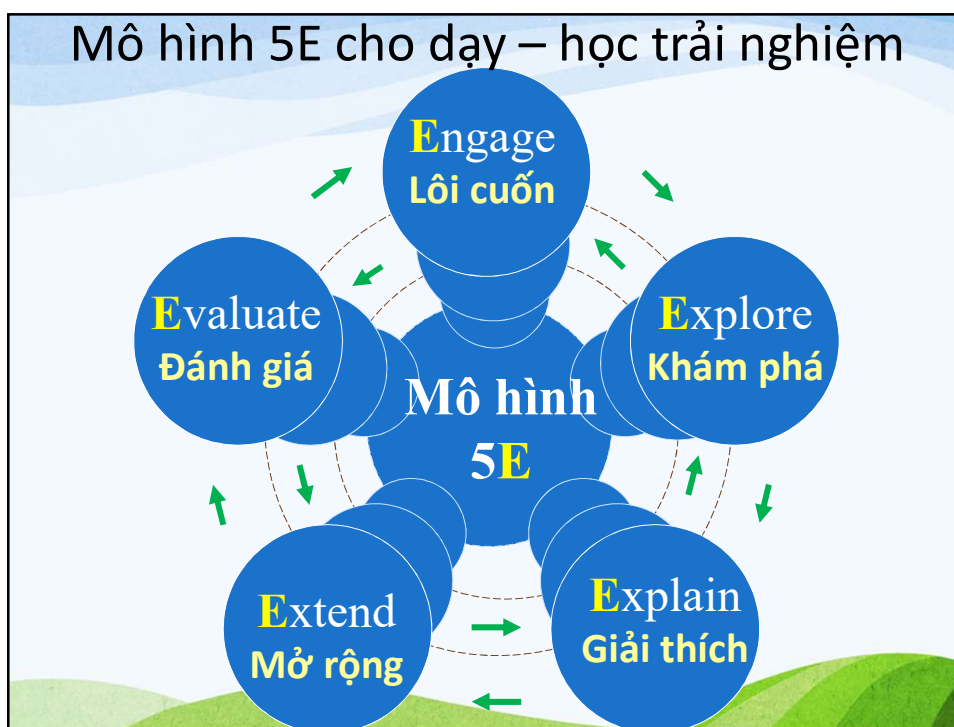 Mô hình 5E cho dạy – học trải nghiệm
Engage
Lôi cuốn
Evaluate
Đánh giá
Explore
Khám phá
Mô hình
5E
Extend
Mở rộng
Explain
Giải thích